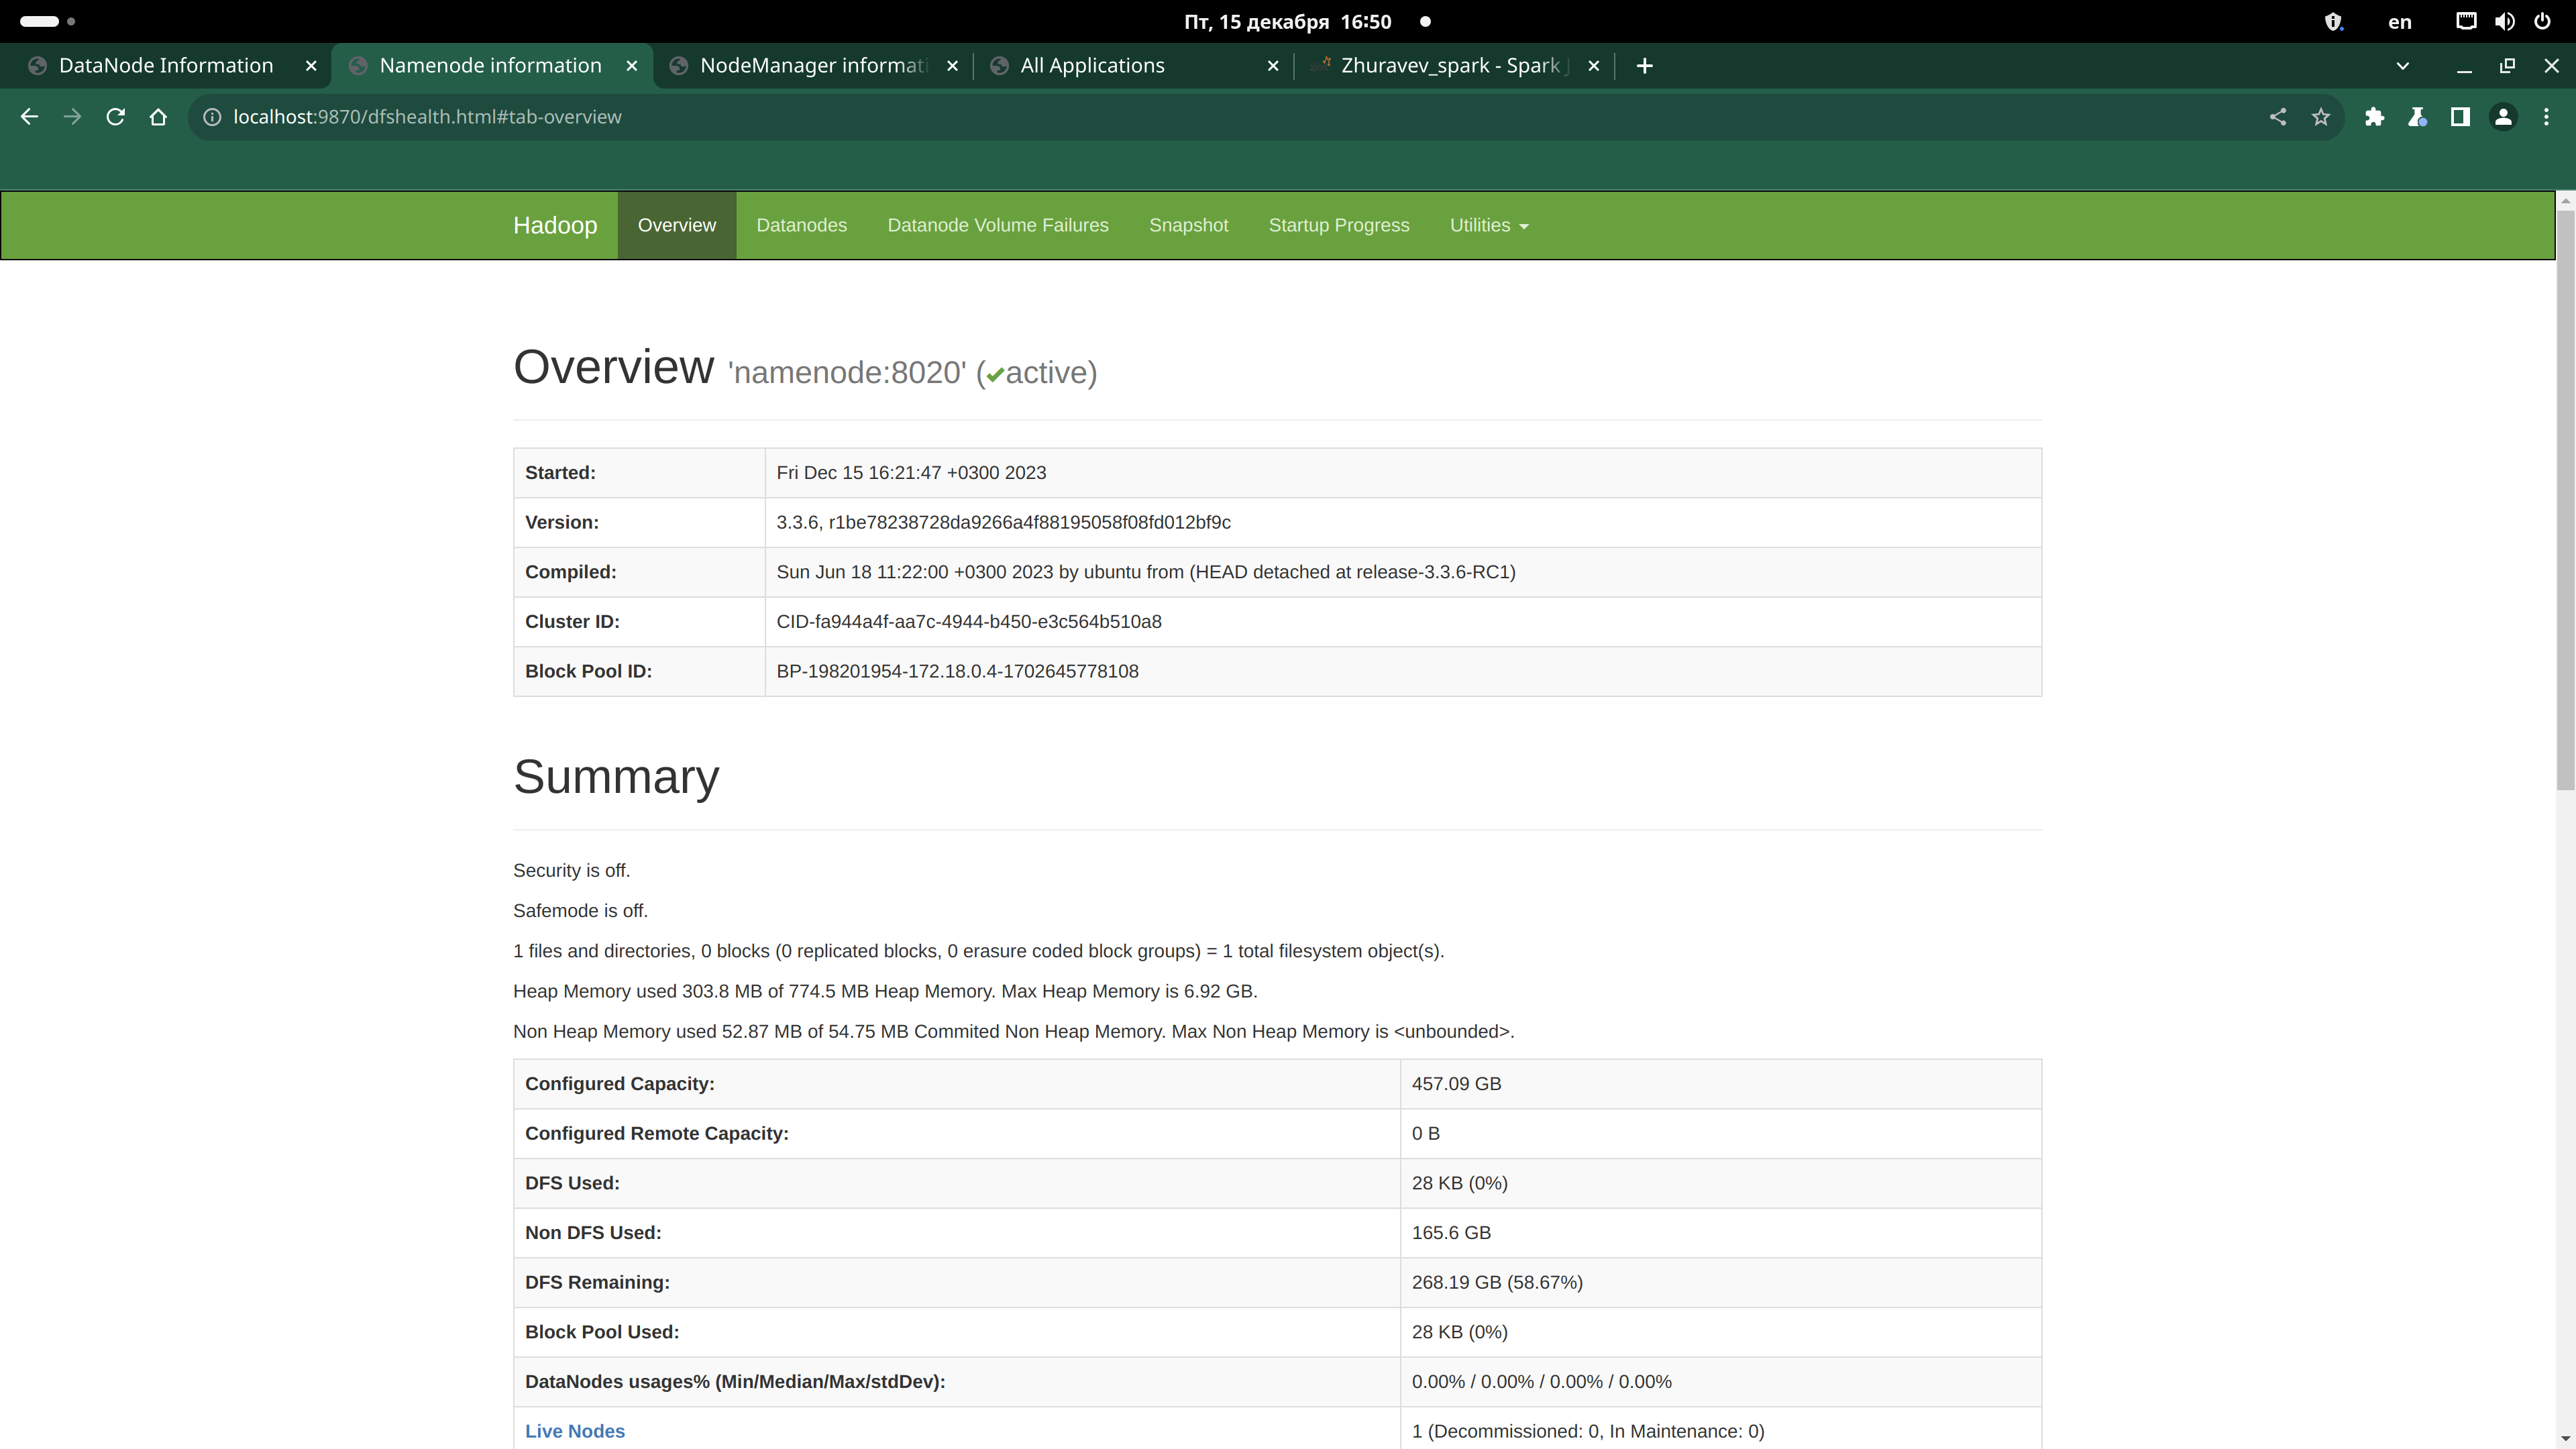 Пт, 15 декабря 16:50
en
DataNode Information
Namenode information
NodeManager informati
All Applications
Zhuravev_spark - Spark J
localhost:9870/dfshealth.html#tab-overview
Hadoop Overview Datanodes Datanode Volume Failures Snapshot Startup Progress Utilities
Overview 'namenode:8020' (✔active)
Started: Fri Dec 15 16:21:47 +0300 2023
Version: 3.3.6, r1be78238728da9266a4f88195058f08fd012bf9c
Compiled: Sun Jun 18 11:22:00 +0300 2023 by ubuntu from (HEAD detached at release-3.3.6-RC1)
Cluster ID: CID-fa944a4f-aa7c-4944-b450-e3c564b510a8
Block Pool ID: BP-198201954-172.18.0.4-1702645778108
Summary
Security is off.
Safemode is off.
1 files and directories, 0 blocks (0 replicated blocks, 0 erasure coded block groups) = 1 total filesystem object(s).
Heap Memory used 303.8 MB of 774.5 MB Heap Memory. Max Heap Memory is 6.92 GB.
Non Heap Memory used 52.87 MB of 54.75 MB Commited Non Heap Memory. Max Non Heap Memory is <unbounded>.
Configured Capacity: 457.09 GB
Configured Remote Capacity: 0 B
DFS Used: 28 KB (0%)
Non DFS Used: 165.6 GB
DFS Remaining: 268.19 GB (58.67%)
Block Pool Used: 28 KB (0%)
DataNodes usages% (Min/Median/Max/stdDev): 0.00% / 0.00% / 0.00% / 0.00%
Live Nodes 1 (Decommissioned: 0, In Maintenance: 0)